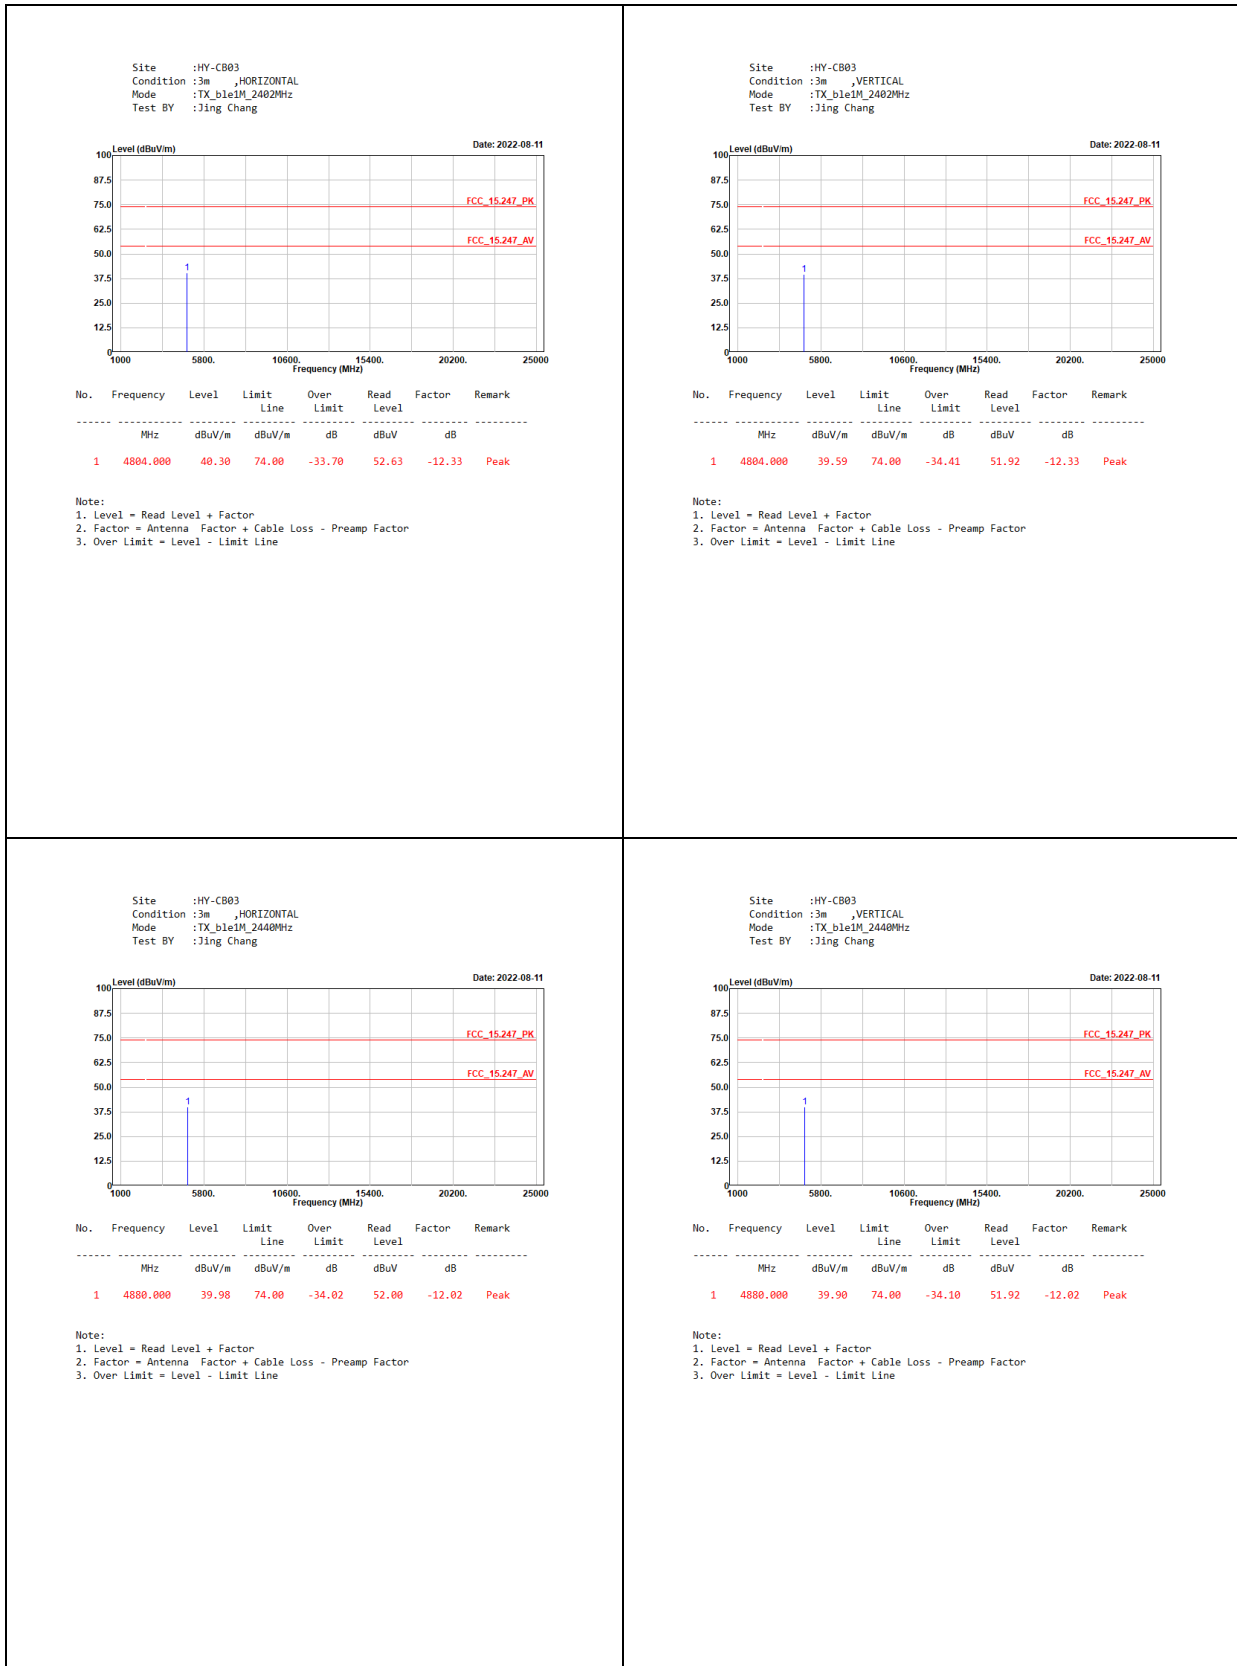 Site      :HY-CB03
Condition :3m    ,HORIZONTAL
Mode      :TX_ble1M_2402MHz
Test BY   :Jing Chang
Level (dBuV/m)
Date: 2022-08-11
100
87.5
75.0
62.5
50.0
37.5
25.0
12.5
0
FCC_15.247_PK
FCC_15.247_AV
1
1000 5800. 10600. 15400. 20200. 25000
Frequency (MHz)
No. Frequency Level Limit Over Read Factor Remark
Line Limit Level
------ ----------- -------- --------- --------- -------- -------- ---------
MHz dBuV/m dBuV/m dB dBuV dB
1 4804.000 40.30 74.00 -33.70 52.63 -12.33 Peak
Note:
1. Level = Read Level + Factor
2. Factor = Antenna  Factor + Cable Loss - Preamp Factor
3. Over Limit = Level - Limit Line
Site      :HY-CB03
Condition :3m    ,VERTICAL
Mode      :TX_ble1M_2402MHz
Test BY   :Jing Chang
Level (dBuV/m)
Date: 2022-08-11
100
87.5
75.0
62.5
50.0
37.5
25.0
12.5
0
FCC_15.247_PK
FCC_15.247_AV
1
1000 5800. 10600. 15400. 20200. 25000
Frequency (MHz)
No. Frequency Level Limit Over Read Factor Remark
Line Limit Level
------ ----------- -------- --------- --------- -------- -------- ---------
MHz dBuV/m dBuV/m dB dBuV dB
1 4804.000 39.59 74.00 -34.41 51.92 -12.33 Peak
Note:
1. Level = Read Level + Factor
2. Factor = Antenna  Factor + Cable Loss - Preamp Factor
3. Over Limit = Level - Limit Line
Site      :HY-CB03
Condition :3m    ,HORIZONTAL
Mode      :TX_ble1M_2440MHz
Test BY   :Jing Chang
Level (dBuV/m)
Date: 2022-08-11
100
87.5
75.0
62.5
50.0
37.5
25.0
12.5
0
FCC_15.247_PK
FCC_15.247_AV
1
1000 5800. 10600. 15400. 20200. 25000
Frequency (MHz)
No. Frequency Level Limit Over Read Factor Remark
Line Limit Level
------ ----------- -------- --------- --------- -------- -------- ---------
MHz dBuV/m dBuV/m dB dBuV dB
1 4880.000 39.98 74.00 -34.02 52.00 -12.02 Peak
Note:
1. Level = Read Level + Factor
2. Factor = Antenna  Factor + Cable Loss - Preamp Factor
3. Over Limit = Level - Limit Line
Site      :HY-CB03
Condition :3m    ,VERTICAL
Mode      :TX_ble1M_2440MHz
Test BY   :Jing Chang
Level (dBuV/m)
Date: 2022-08-11
100
87.5
75.0
62.5
50.0
37.5
25.0
12.5
0
FCC_15.247_PK
FCC_15.247_AV
1
1000 5800. 10600. 15400. 20200. 25000
Frequency (MHz)
No. Frequency Level Limit Over Read Factor Remark
Line Limit Level
------ ----------- -------- --------- --------- -------- -------- ---------
MHz dBuV/m dBuV/m dB dBuV dB
1 4880.000 39.90 74.00 -34.10 51.92 -12.02 Peak
Note:
1. Level = Read Level + Factor
2. Factor = Antenna  Factor + Cable Loss - Preamp Factor
3. Over Limit = Level - Limit Line